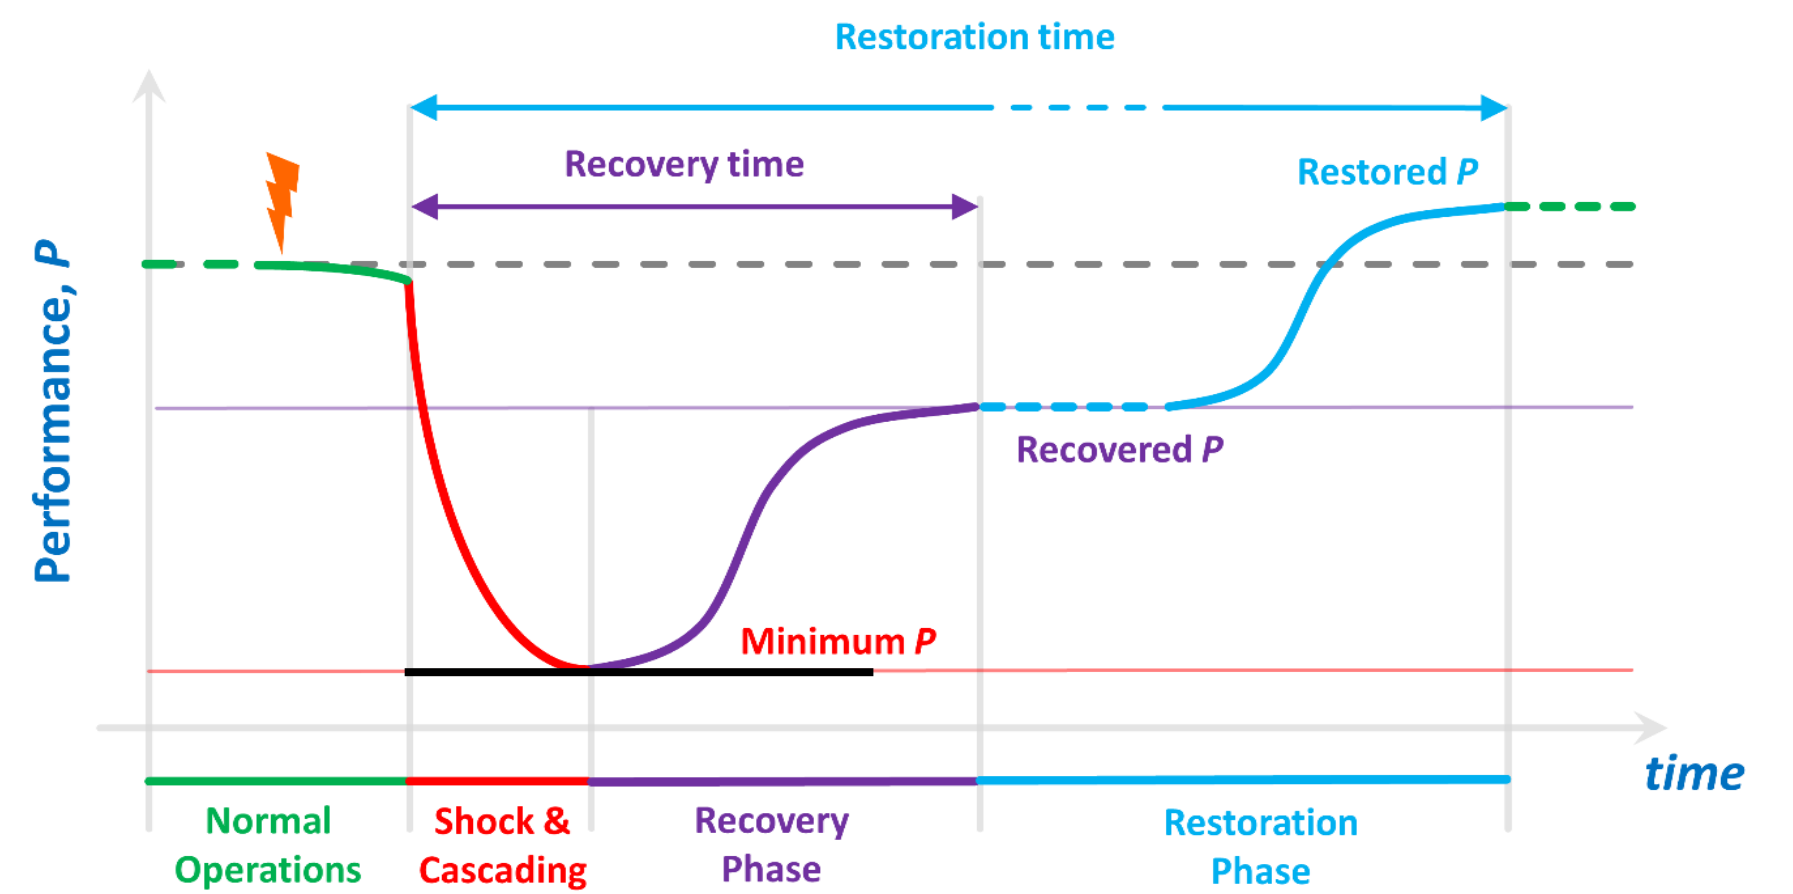 Restoration time
Recovery time
Restored P
Performance, P
Recovered P
Minimum P
time
Normal
Operations
Shock &
Cascading
Recovery
Phase
Restoration
Phase